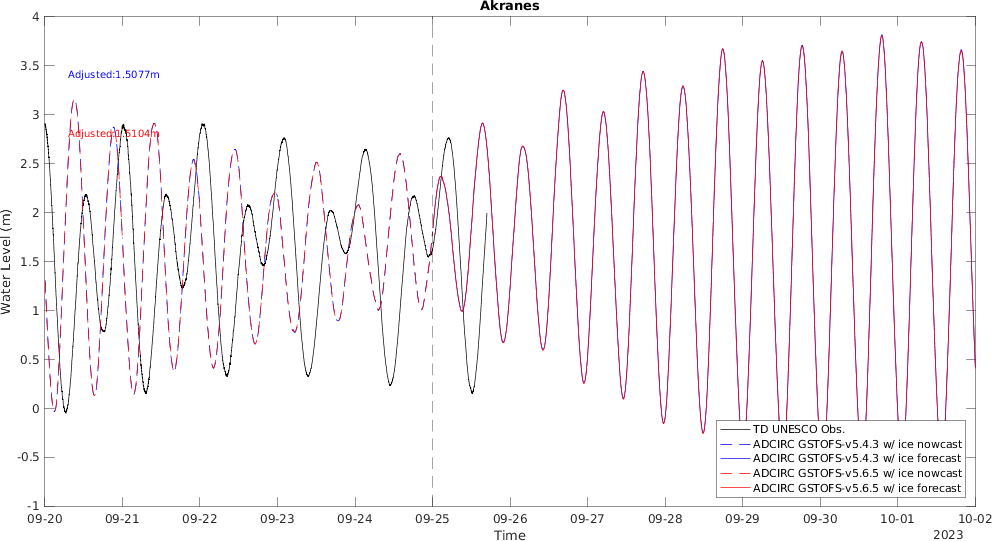 Akranes
4
3.5
3
2.5
2
1.5
1
0.5
0
-0.5
-1
Water Level (m)
Adjusted:1.5077m
Adjusted:1.5104m
TD UNESCO Obs.
ADCIRC GSTOFS-v5.4.3 w/ ice nowcast
ADCIRC GSTOFS-v5.4.3 w/ ice forecast
ADCIRC GSTOFS-v5.6.5 w/ ice nowcast
ADCIRC GSTOFS-v5.6.5 w/ ice forecast
09-20 09-21 09-22 09-23 09-24 09-25 09-26 09-27 09-28 09-29 09-30 10-01 10-02
Time
2023